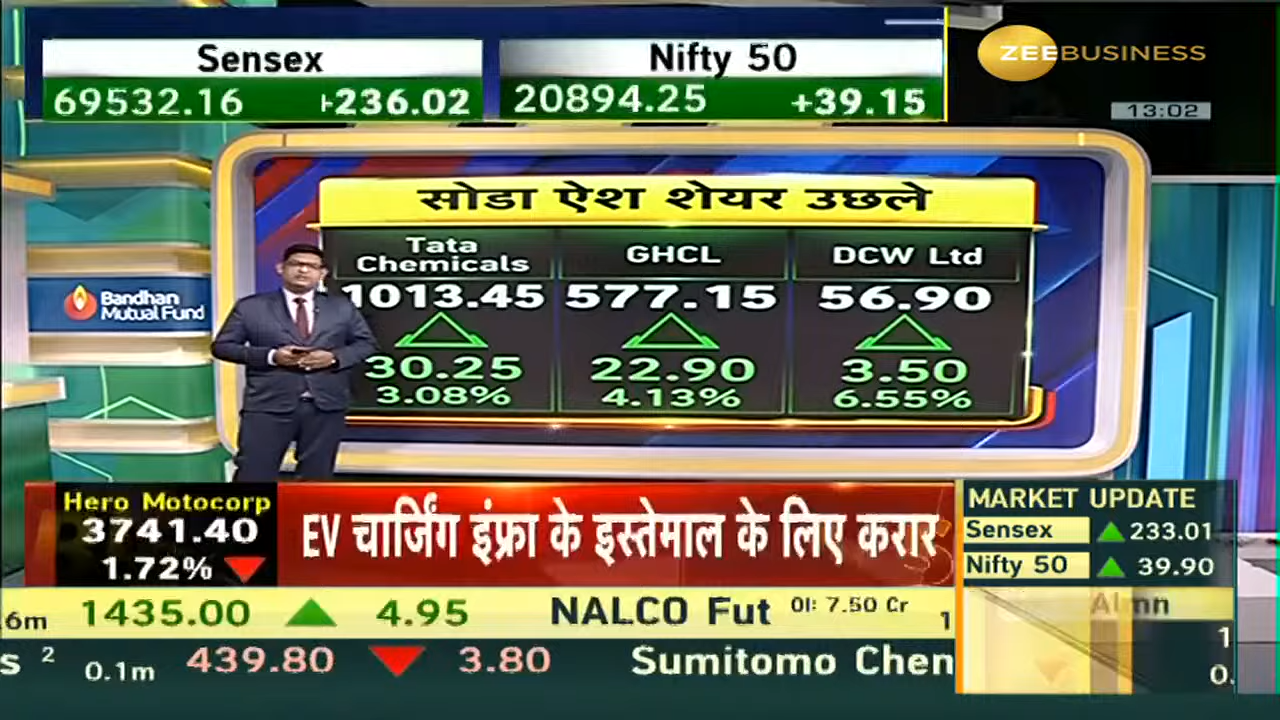 Sensex
69532.16 +236.02
Nifty 50
20894.25 +39.15
ZEEBUSINESS
13:02
सोडा ऐश शेयर उछले
Tata
Chemicals
1013.45
30.25
3.08%
GHCL
577.15
22.90
4.13%
DCW Ltd
56.90
3.50
6.55%
Bandhan
Mutual Fund
Hero Motocorp
3741.40
1.72%
EV चार्जिंग इंफ्रा के इस्तेमाल के लिए करार
MARKET UPDATE
Sensex 233.01
Nifty 50 39.90
.6m 1435.00 4.95 NALCO Fut OI: 7.50 Cr 1
s 2 0.1m 439.80 3.80 Sumitomo Chen
1
0.